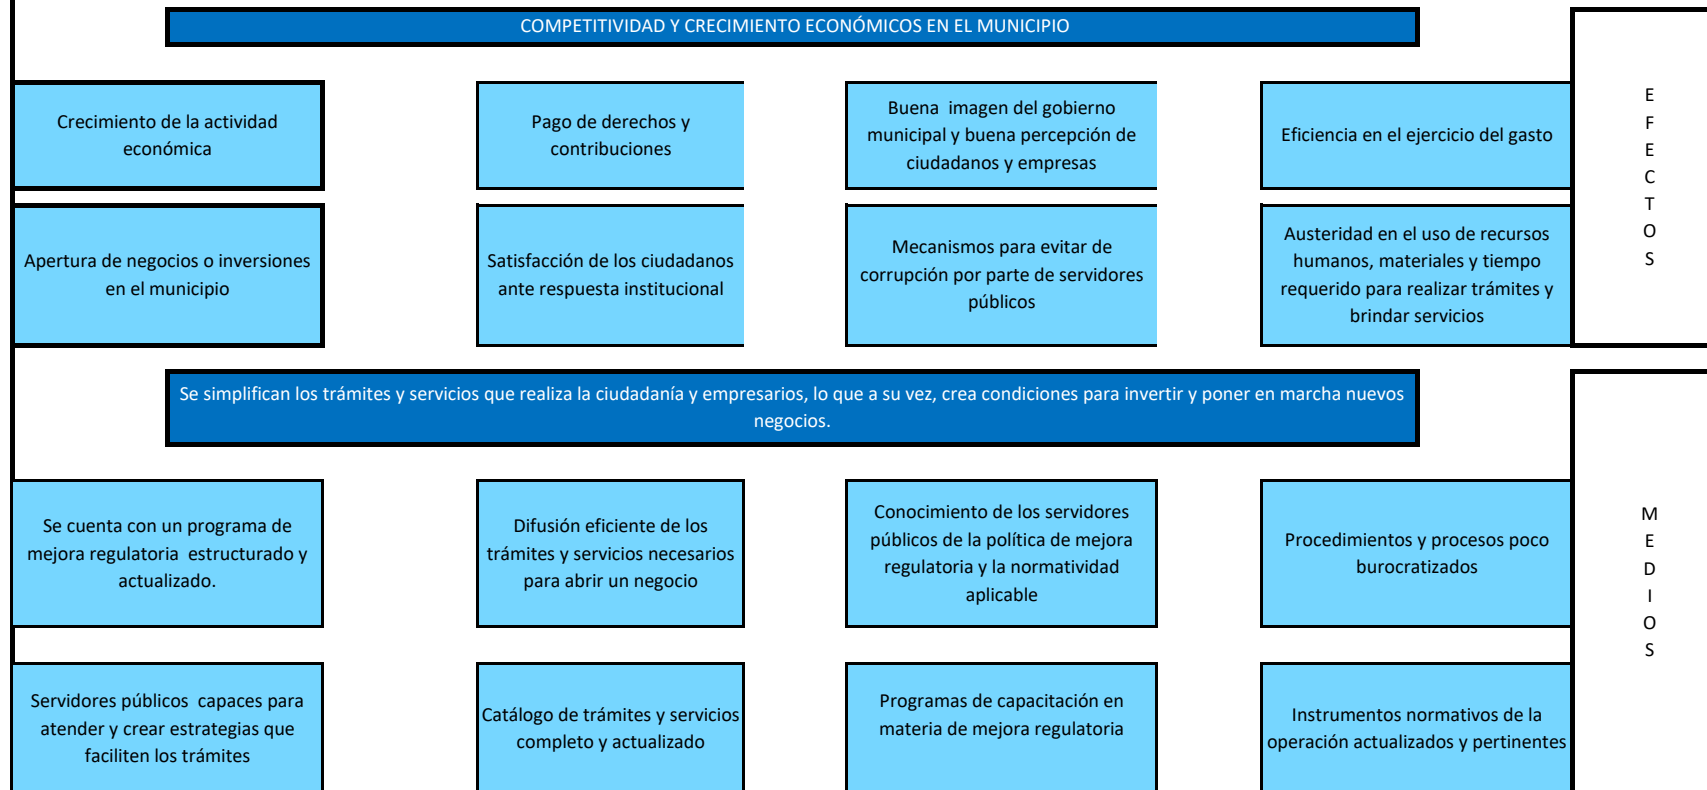 COMPETITIVIDAD Y CRECIMIENTO ECONÓMICOS EN EL MUNICIPIO
Crecimiento de la actividad
económica
Pago de derechos y
contribuciones
Buena imagen del gobierno
municipal y buena percepción de
ciudadanos y empresas
Eficiencia en el ejercicio del gasto
Apertura de negocios o inversiones
en el municipio
Satisfacción de los ciudadanos
ante respuesta institucional
Mecanismos para evitar de
corrupción por parte de servidores
públicos
Austeridad en el uso de recursos
humanos, materiales y tiempo
requerido para realizar trámites y
brindar servicios
E
F
E
C
T
O
S
Se simplifican los trámites y servicios que realiza la ciudadanía y empresarios, lo que a su vez, crea condiciones para invertir y poner en marcha nuevos
negocios.
Se cuenta con un programa de
mejora regulatoria estructurado y
actualizado.
Difusión eficiente de los
trámites y servicios necesarios
para abrir un negocio
Conocimiento de los servidores
públicos de la política de mejora
regulatoria y la normatividad
aplicable
Procedimientos y procesos poco
burocratizados
Servidores públicos capaces para
atender y crear estrategias que
faciliten los trámites
Catálogo de trámites y servicios
completo y actualizado
Programas de capacitación en
materia de mejora regulatoria
Instrumentos normativos de la
operación actualizados y pertinentes
M
E
D
I
O
S